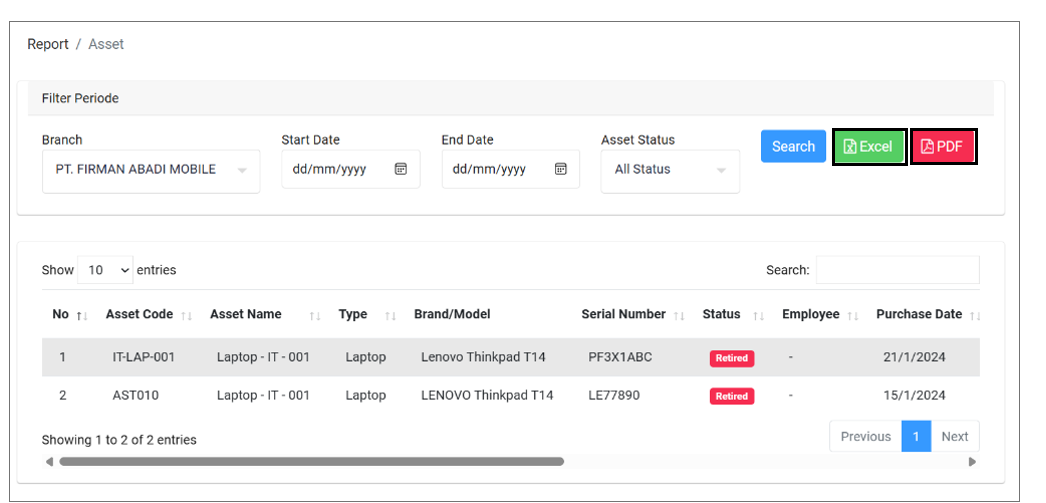 Report / Asset
Filter Periode
Branch Start Date End Date Asset Status
PT. FIRMAN ABADI MOBILE dd/mm/yyyy dd/mm/yyyy All Status Search Excel PDF
Show 10 entries Search:
No Asset Code Asset Name Type Brand/Model Serial Number Status Employee Purchase Date
1 IT-LAP-001 Laptop - IT - 001 Laptop Lenovo Thinkpad T14 PF3X1ABC Retired - 21/1/2024
2 AST010 Laptop - IT - 001 Laptop LENOVO Thinkpad T14 LE77890 Retired - 15/1/2024
Showing 1 to 2 of 2 entries Previous 1 Next